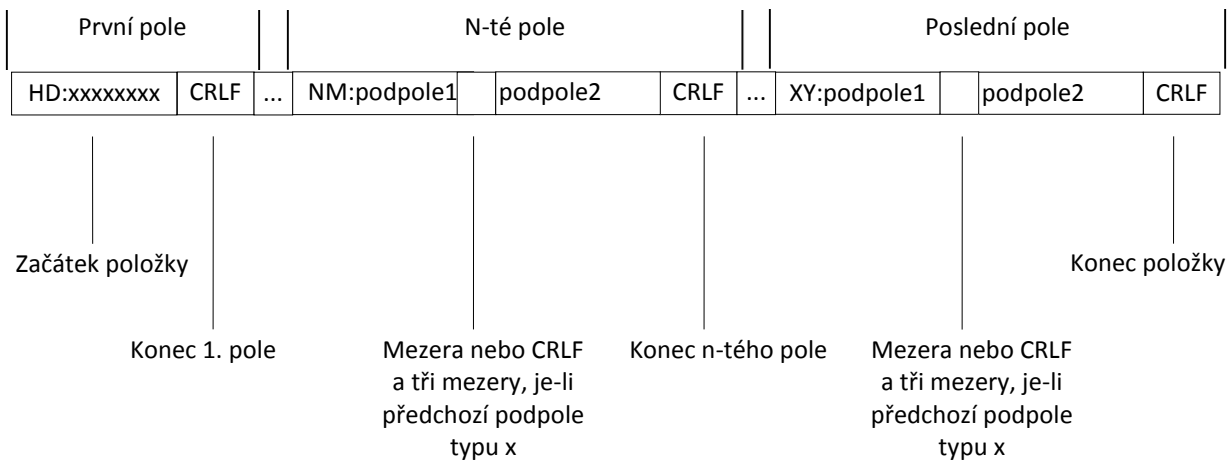 První pole
N-té pole
Poslední pole
HD:xxxxxxxx CRLF ... NM:podpole1 podpole2 CRLF ... XY:podpole1 podpole2 CRLF
Začátek položky
Konec položky
Konec 1. pole
Mezera nebo CRLF
a tři mezery, je-li
předchozí podpole
typu x
Konec n-tého pole
Mezera nebo CRLF
a tři mezery, je-li
předchozí podpole
typu x